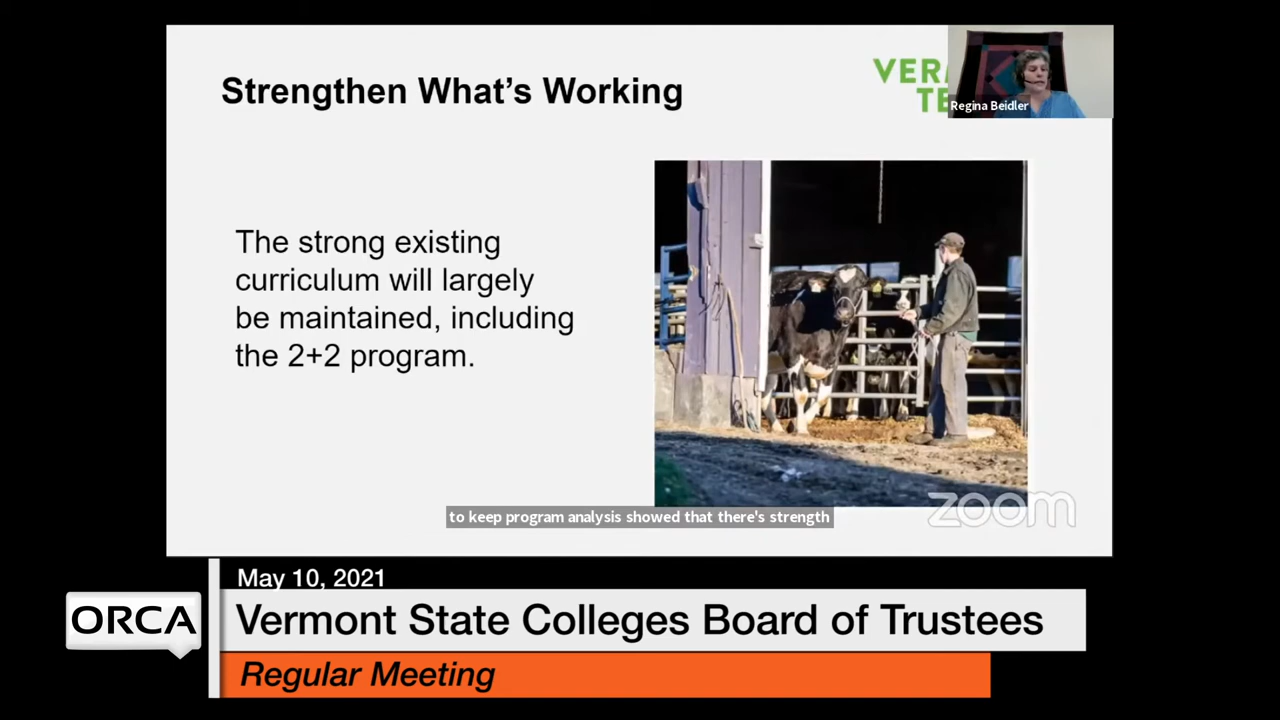 Strengthen What's Working
VER
TE
Regina Beidler
The strong existing
curriculum will largely
be maintained, including
the 2+2 program.
to keep program analysis showed that there's strength
zoom
May 10, 2021
ORCA
Vermont State Colleges Board of Trustees
Regular Meeting